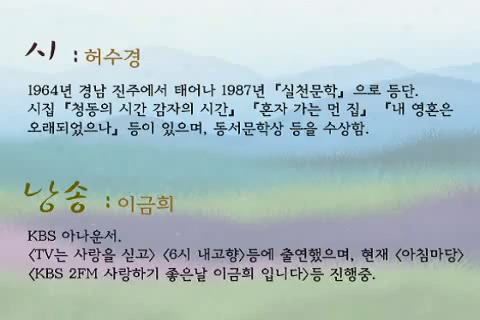 시 : 허수경
1964년 경남 진주에서 태어나 1987년 『실천문학』 으로 등단.
시집 『청동의 시간 감자의 시간』 『혼자 가는 먼 집』 『내 영혼은
오래되었으나』 등이 있으며, 동서문학상 등을 수상함.
낭송 : 이금희
KBS 아나운서.
〈TV는 사랑을 싣고〉 〈6시 내고향〉등에 출연했으며, 현재 〈아침마당〉
〈KBS 2FM 사랑하기 좋은날 이금희 입니다〉등 진행중.